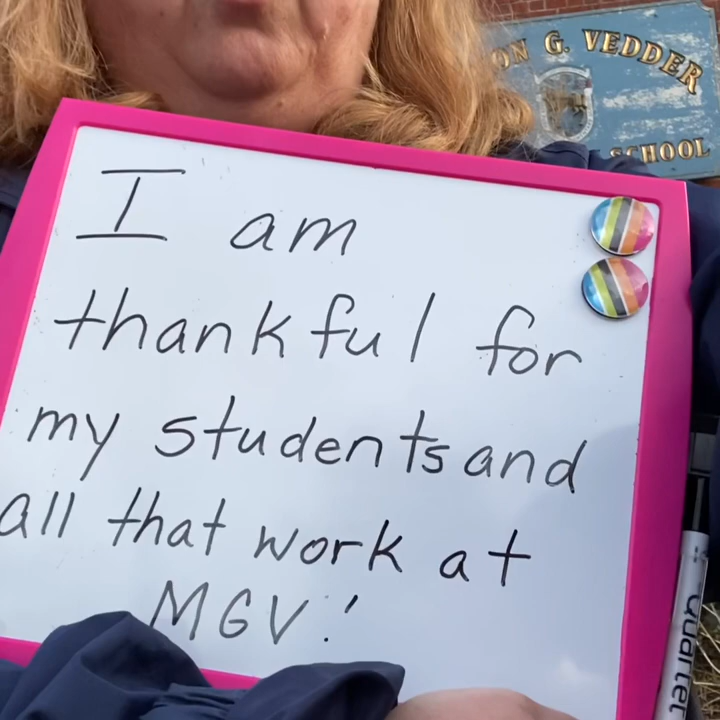 ON G. VEDDER
SCHOOL
I am
thankful for
my students and
all that work at
MGV!
Quartet